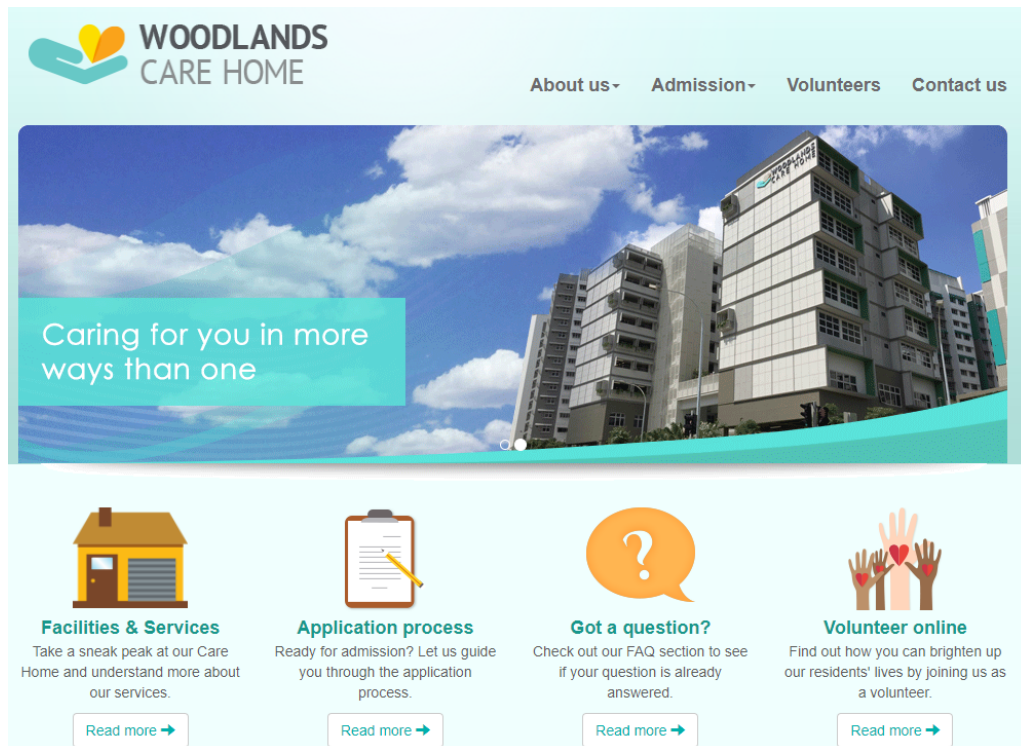 WOODLANDS
CARE HOME
About us
Admission
Volunteers
Contact us
WOODLANDS
CARE HOME
Caring for you in more
ways than one
?
Facilities & Services
Take a sneak peak at our Care
Home and understand more about
our services.
Read more
Application process
Ready for admission? Let us guide
you through the application
process.
Read more
Got a question?
Check out our FAQ section to see
if your question is already
answered.
Read more
Volunteer online
Find out how you can brighten up
our residents' lives by joining us as
a volunteer.
Read more